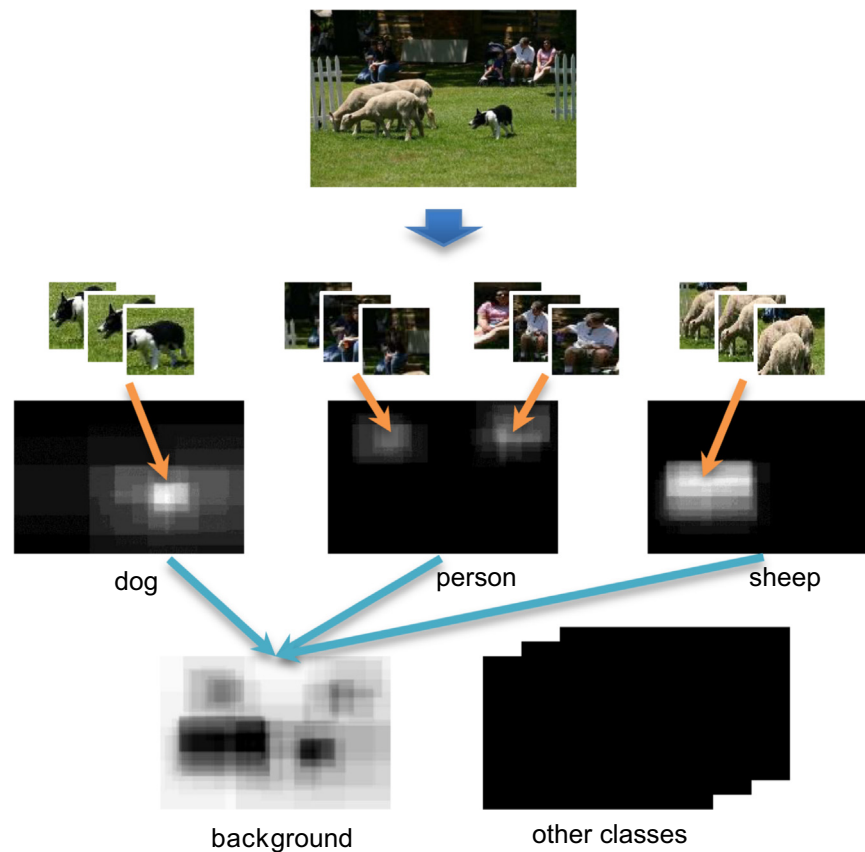 dog
person
sheep
background
other classes